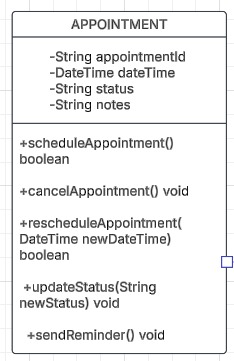 APPOINTMENT
-String appointmentId
-DateTime dateTime
-String status
-String notes
+scheduleAppointment()
boolean
+cancelAppointment() void
+rescheduleAppointment(
DateTime newDateTime)
boolean
+updateStatus(String
newStatus) void
+sendReminder() void